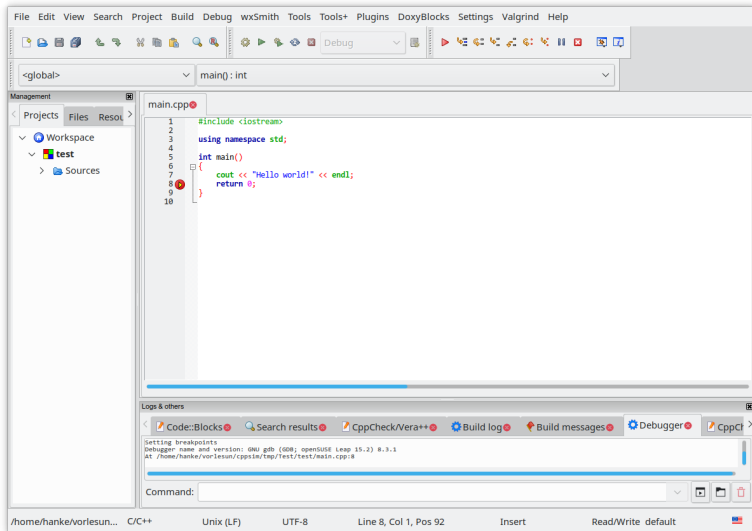 File Edit View Search Project Build Debug wxSmith Tools Tools+ Plugins DoxyBlocks Settings Valgrind Help
Debug
<global> main() : int
Management
Projects Files Resou
Workspace
test
Sources
main.cpp
1 #include <iostream>
2
3 using namespace std;
4
5 int main()
6 {
7 cout << "Hello world!" << endl;
8 return 0;
9 }
10
Logs & others
Code::Blocks Search results CppCheck/Vera++ Build log Build messages Debugger CppCh
Setting breakpoints
Debugger name and version: GNU gdb (GDB; openSUSE Leap 15.2) 8.3.1
At /home/hanke/vorlesun/cppsim/tmp/Test/test/main.cpp:8
Command:
/home/hanke/vorlesun... C/C++ Unix (LF) UTF-8 Line 8, Col 1, Pos 92 Insert Read/Write default